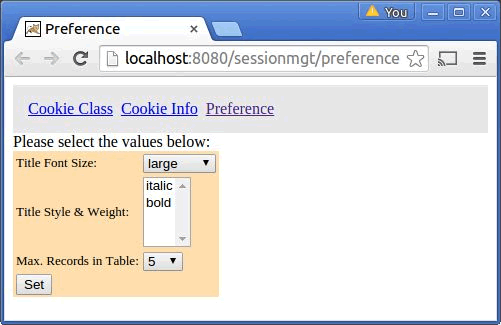 You
Preference
localhost:8080/sessionmgt/preference
Cookie Class Cookie Info Preference
Please select the values below:
Title Font Size: large
Title Style & Weight: italic
bold
Max. Records in Table: 5
Set